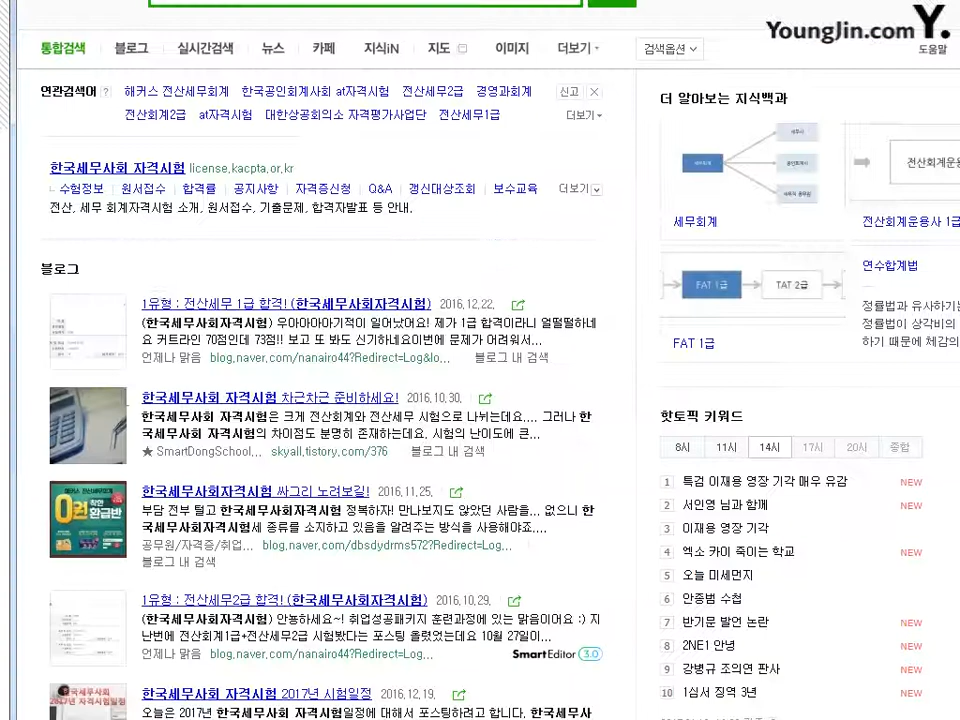 YoungJin.com Y.
통합검색 블로그 실시간검색 뉴스 카페 지식iN 지도 이미지 더보기 검색옵션 도움말
연관검색어 ? 해커스 전산세무회계 한국공인회계사회 at자격시험 전산세무2급 경영과회계 신고
전산회계2급 at자격시험 대한상공회의소 자격평가사업단 전산세무1급 더보기
한국세무사회 자격시험 license.kacpta.or.kr
수험정보 원서접수 합격률 공지사항 자격증신청 Q&A 갱신대상조회 보수교육 더보기
전산, 세무 회계자격시험 소개, 원서접수, 기출문제, 합격자발표 등 안내.
블로그
1유형 : 전산세무 1급 합격! (한국세무사회자격시험) 2016.12.22.
(한국세무사회자격시험) 우아아아아기적이 일어났어요! 제가 1급 합격이라니 얼떨떨하네
요 커트라인 70점인데 73점!! 보고 또 봐도 신기하네요이번에 문제가 어려워서...
언제나 맑음 blog.naver.com/nanairo44?Redirect=Log&lo... 블로그 내 검색
한국세무사회 자격시험 차근차근 준비하세요! 2016.10.30.
한국세무사회 자격시험은 크게 전산회계와 전산세무 시험으로 나뉘는데요.... 그러나 한
국세무사회 자격시험의 차이점도 분명히 존재하는데요. 시험의 난이도에 큰...
★ SmartDongSchool... skyall.tistory.com/376 블로그 내 검색
0원 착한 환급반
한국세무사회자격시험 싸그리 노려보길! 2016.11.25.
부담 전부 털고 한국세무사회자격시험 정복하자! 만나보지도 않았던 사람을... 없으니 한
국세무사회자격시험세 종류를 소지하고 있음을 알려주는 방식을 사용해야죠....
공무원/자격증/취업... blog.naver.com/dbsdydrms572?Redirect=Log...
블로그 내 검색
1유형 : 전산세무2급 합격! (한국세무사회자격시험) 2016.10.29.
(한국세무사회자격시험) 안농하세요~! 취업성공패키지 훈련과정에 있는 맑음이어요 :) 지
난번에 전산회계1급+전산세무2급 시험봤다는 포스팅 올렸었는데요 10월 27일이...
언제나 맑음 blog.naver.com/nanairo44?Redirect=Log... SmartEditor 3.0
한국세무사회
2017년 자격시험일정
한국세무사회 자격시험 2017년 시험일정 2016.12.19.
오늘은 2017년 한국세무사회 자격시험일정에 대해서 포스팅하려고 합니다. 한국세무사
더 알아보는 지식백과
세무회계
전산회계운용
세무회계
전산회계운용사 1급
FAT 1급 TAT 2급
연수합계법
정률법과 유사하기는
정률법이 상각비의
하기 때문에 체감의
FAT 1급
핫토픽 키워드
8시 11시 14시 17시 20시 종합
1 특검 이재용 영장 기각 매우 유감 NEW
2 서인영 님과 함께 NEW
3 이재용 영장 기각
4 엑소 카이 죽이는 학교 NEW
5 오늘 미세먼지
6 안종범 수첩
7 반기문 발언 논란 NEW
8 2NE1 안녕 NEW
9 강병규 조의연 판사 NEW
10 1심서 징역 3년 NEW